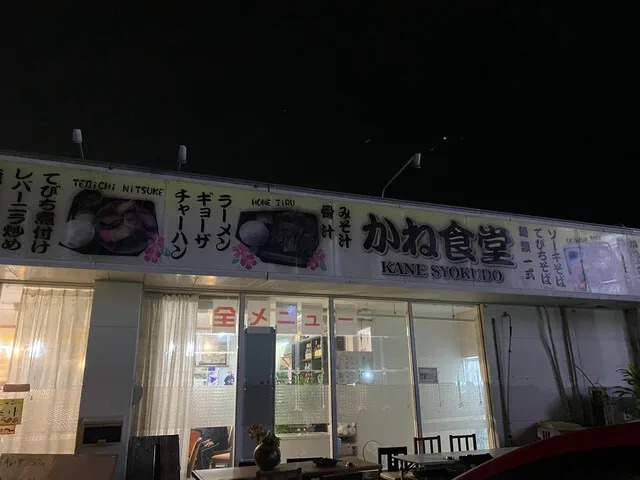 てびち煮付け
レバーニラ炒め
TEBICHI NITSUKE
ラーメン
ギョーザ
チャーハン
HONE JIRU
みそ汁
骨汁
かね食堂
KANE SYOKUDO
ソーキそば
てびちそば
麺類一式
全メニュー